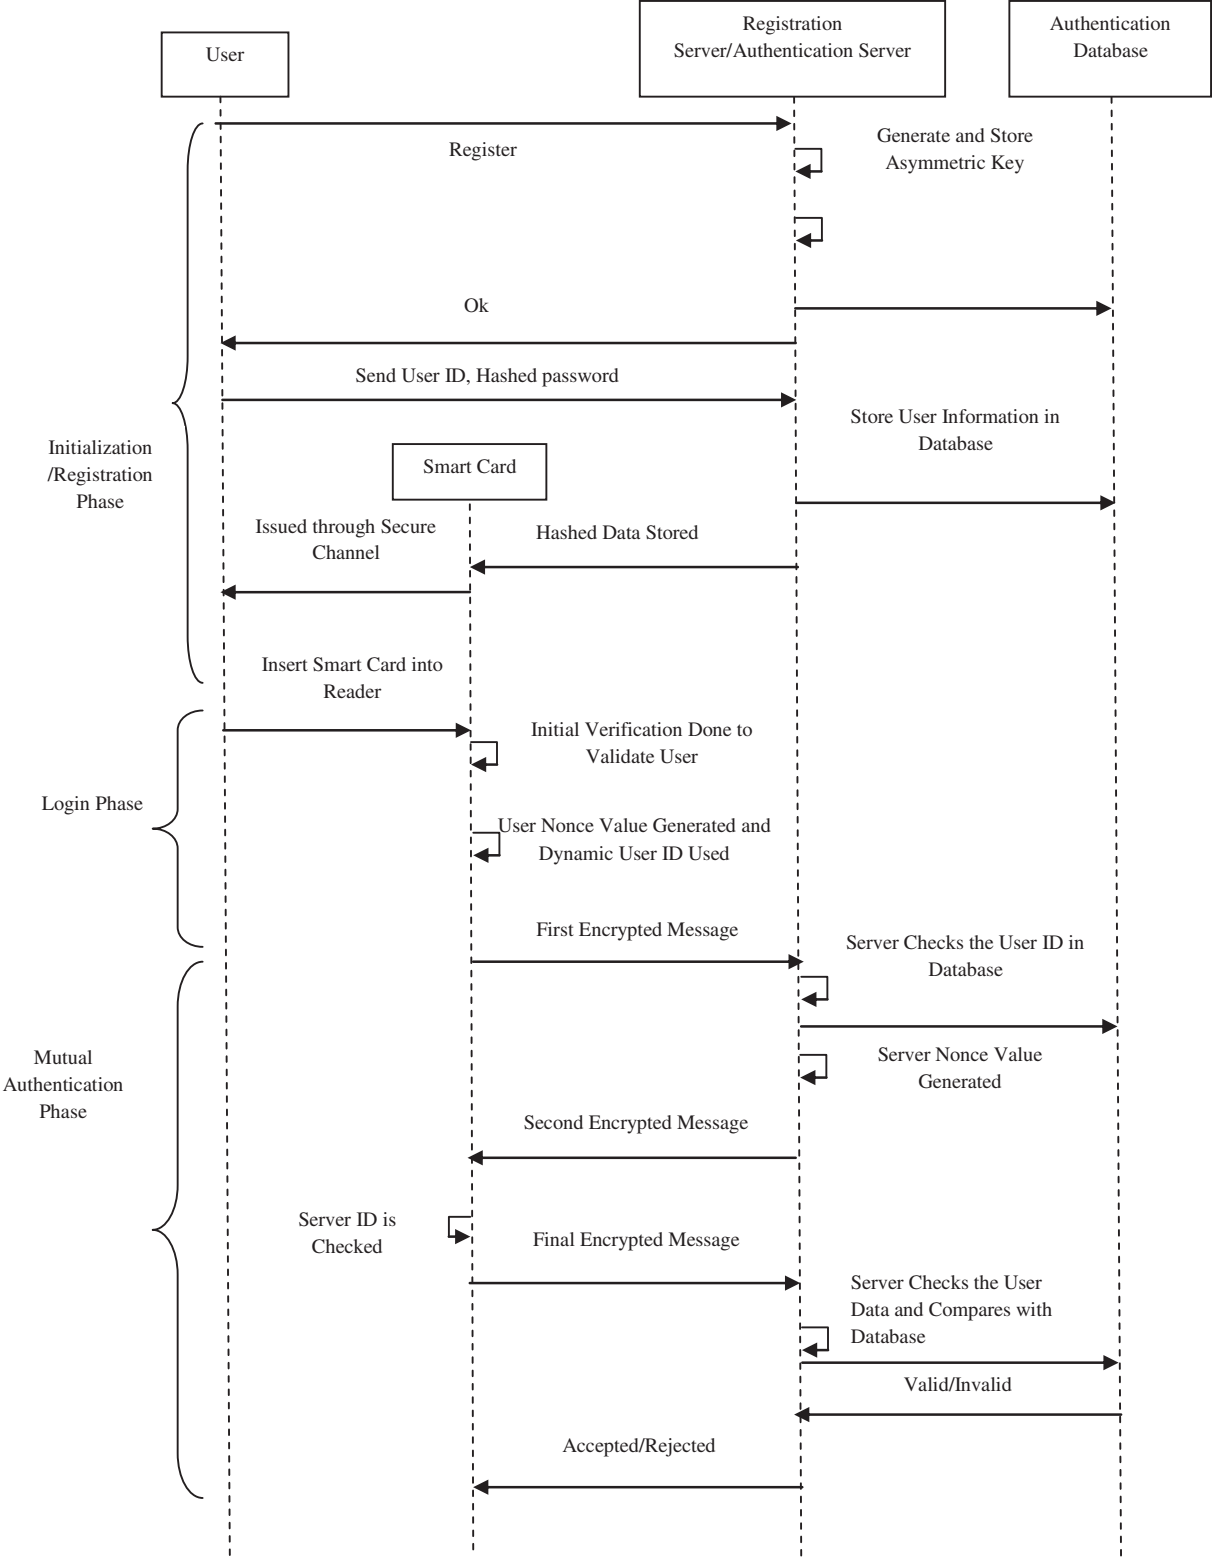 User
Registration
Server/Authentication Server
Authentication
Database
Register
Generate and Store
Asymmetric Key
Ok
Send User ID, Hashed password
Store User Information in
Database
Initialization
/Registration
Phase
Smart Card
Issued through Secure
Channel
Hashed Data Stored
Insert Smart Card into
Reader
Initial Verification Done to
Validate User
Login Phase
User Nonce Value Generated and
Dynamic User ID Used
First Encrypted Message
Server Checks the User ID in
Database
Mutual
Authentication
Phase
Server Nonce Value
Generated
Second Encrypted Message
Server ID is
Checked
Final Encrypted Message
Server Checks the User
Data and Compares with
Database
Valid/Invalid
Accepted/Rejected